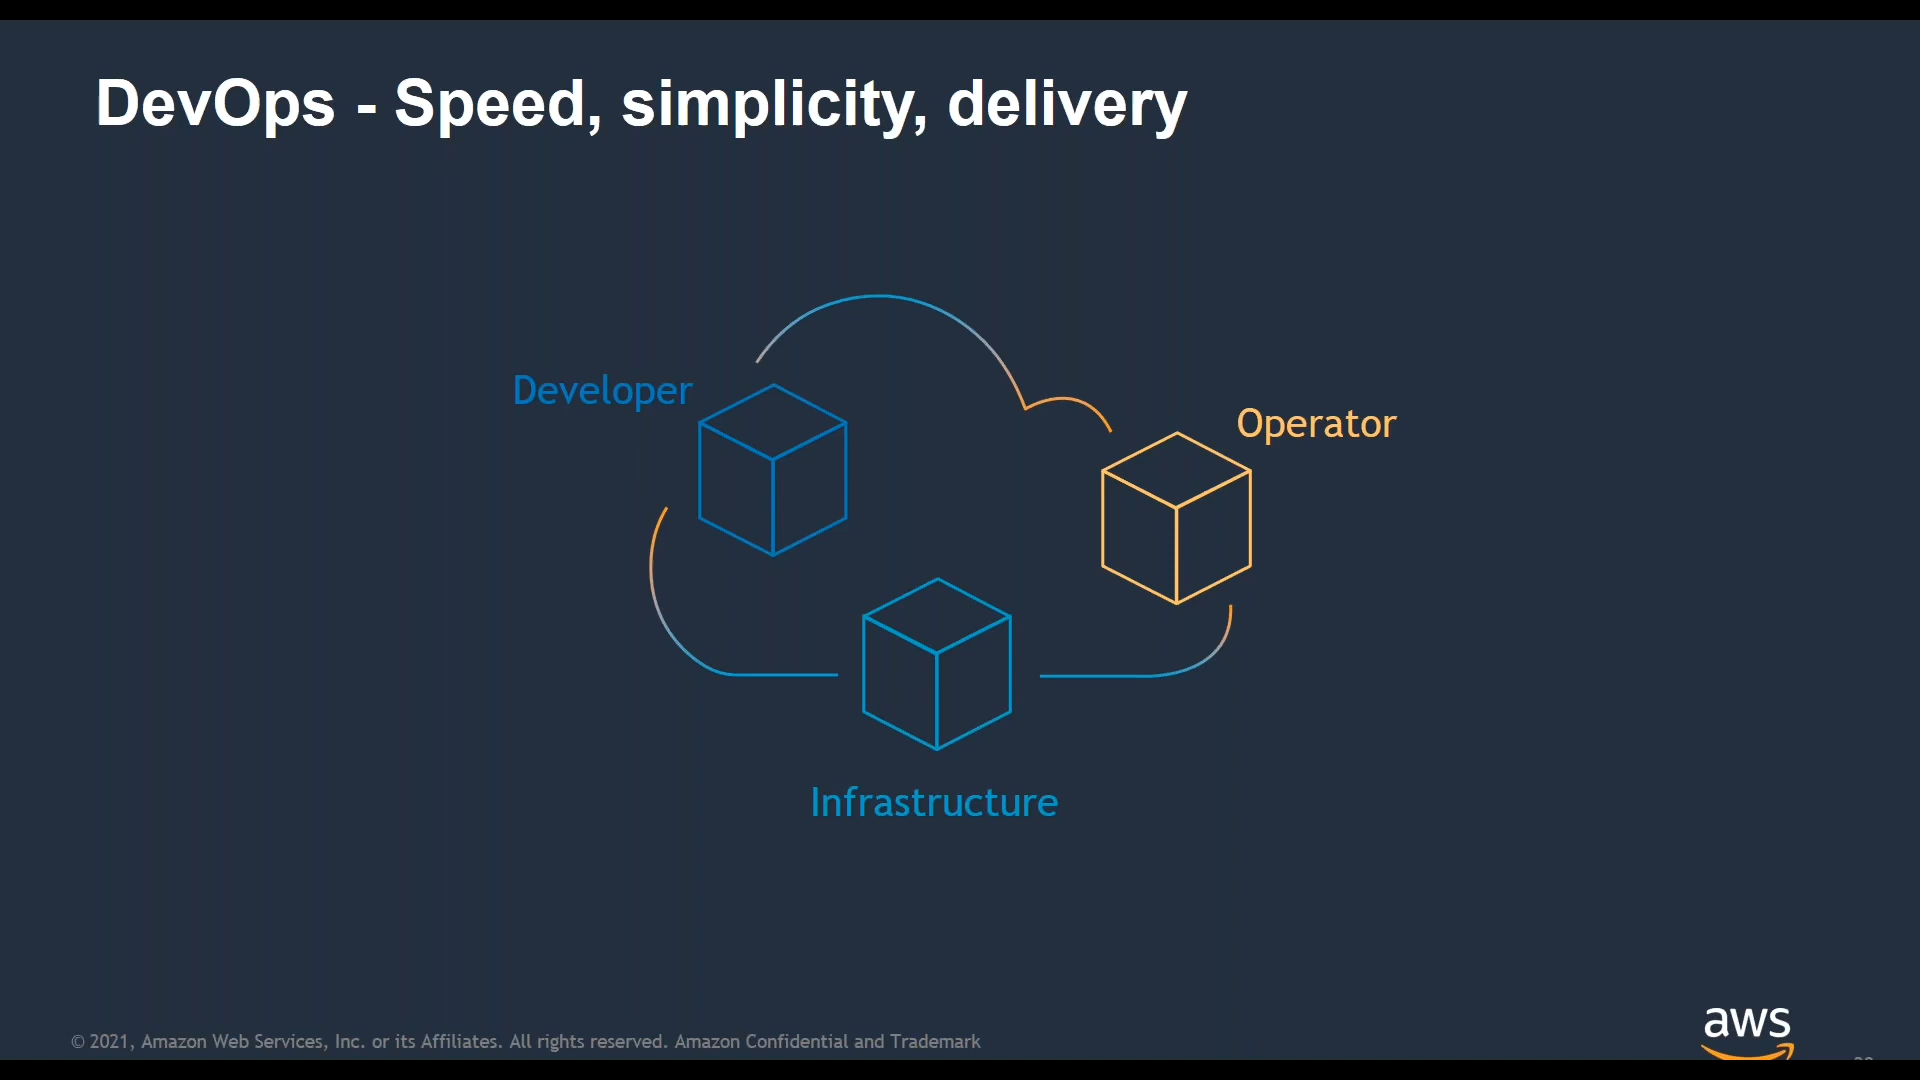 DevOps - Speed, simplicity, delivery
Developer
Operator
Infrastructure
© 2021, Amazon Web Services, Inc. or its Affiliates. All rights reserved. Amazon Confidential and Trademark
aws